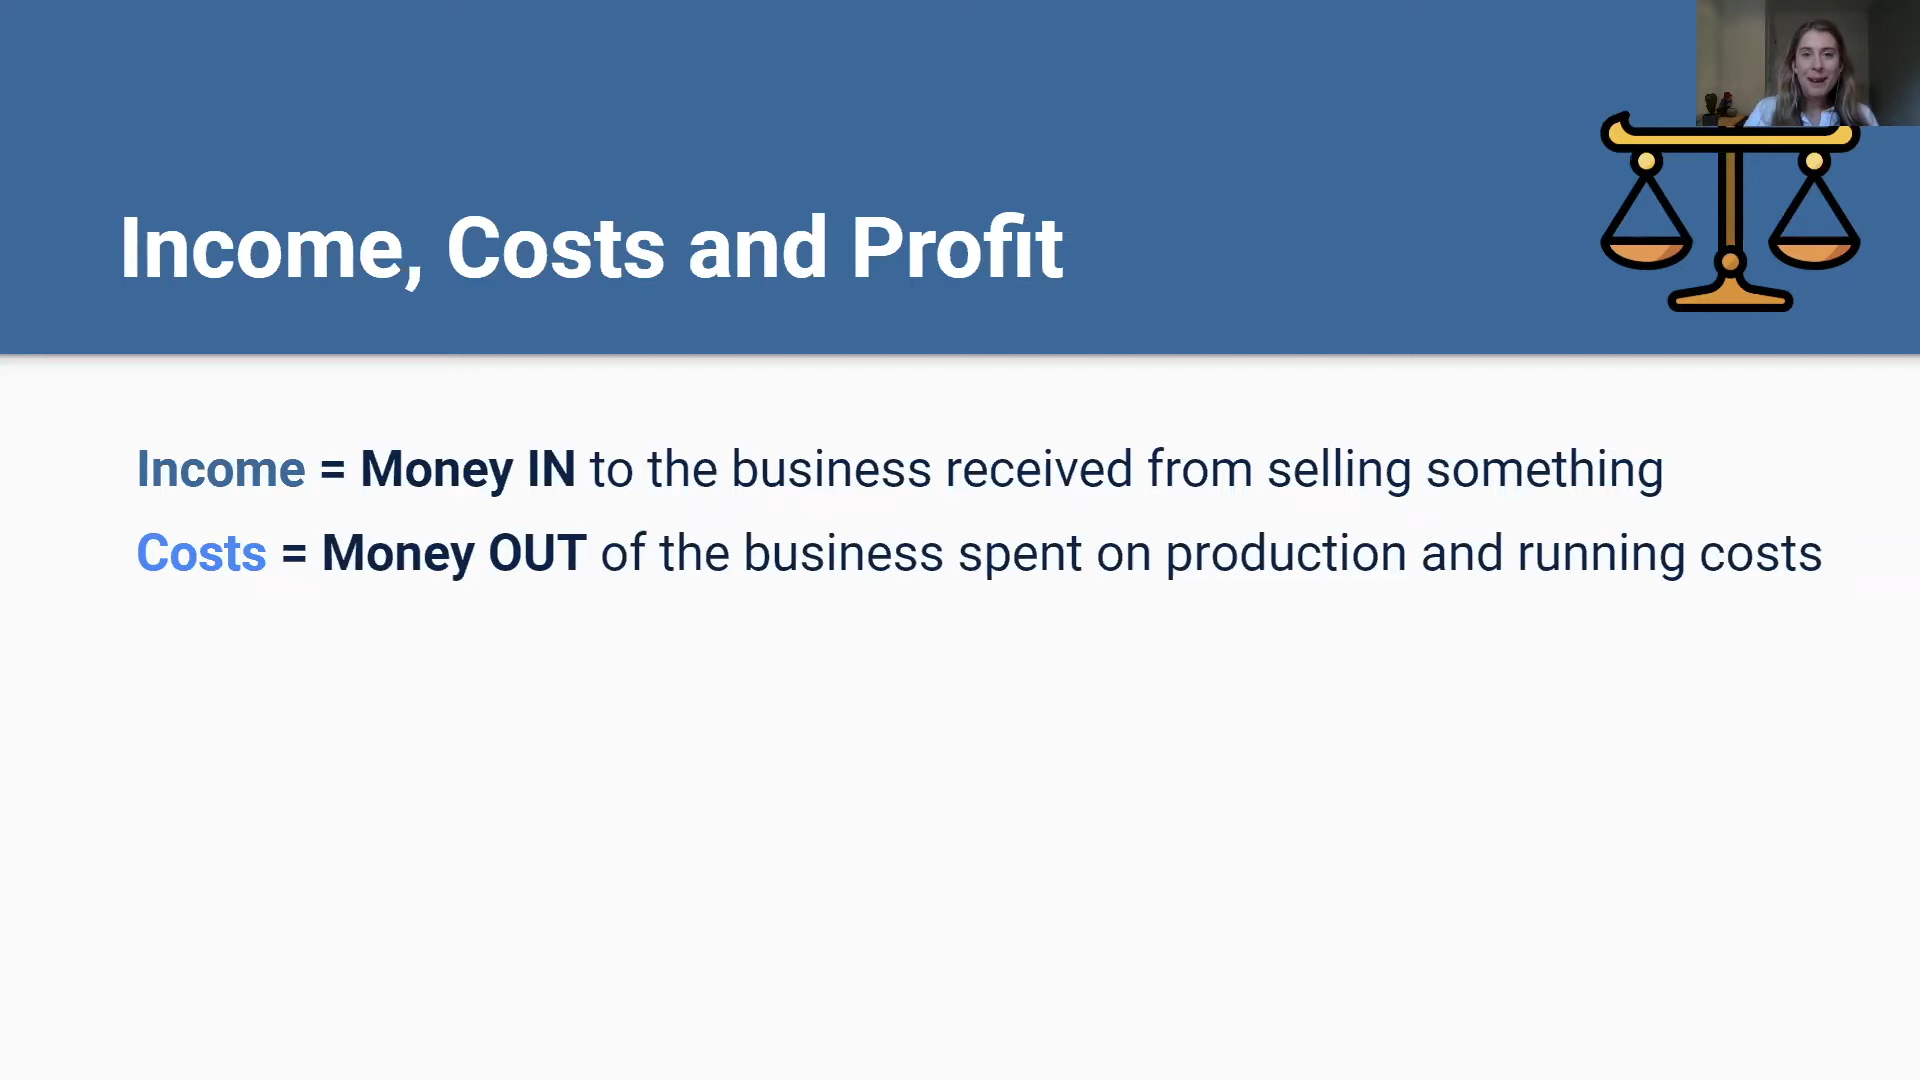 Income, Costs and Profit
Income = Money IN to the business received from selling something
Costs = Money OUT of the business spent on production and running costs